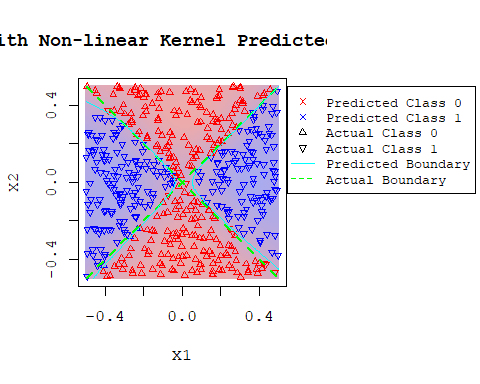 ith Non-linear Kernel Predicted
0.4
0.0
-0.4
X2
-0.4
0.0
0.4
X1
Predicted Class 0
Predicted Class 1
Actual Class 0
Actual Class 1
Predicted Boundary
Actual Boundary